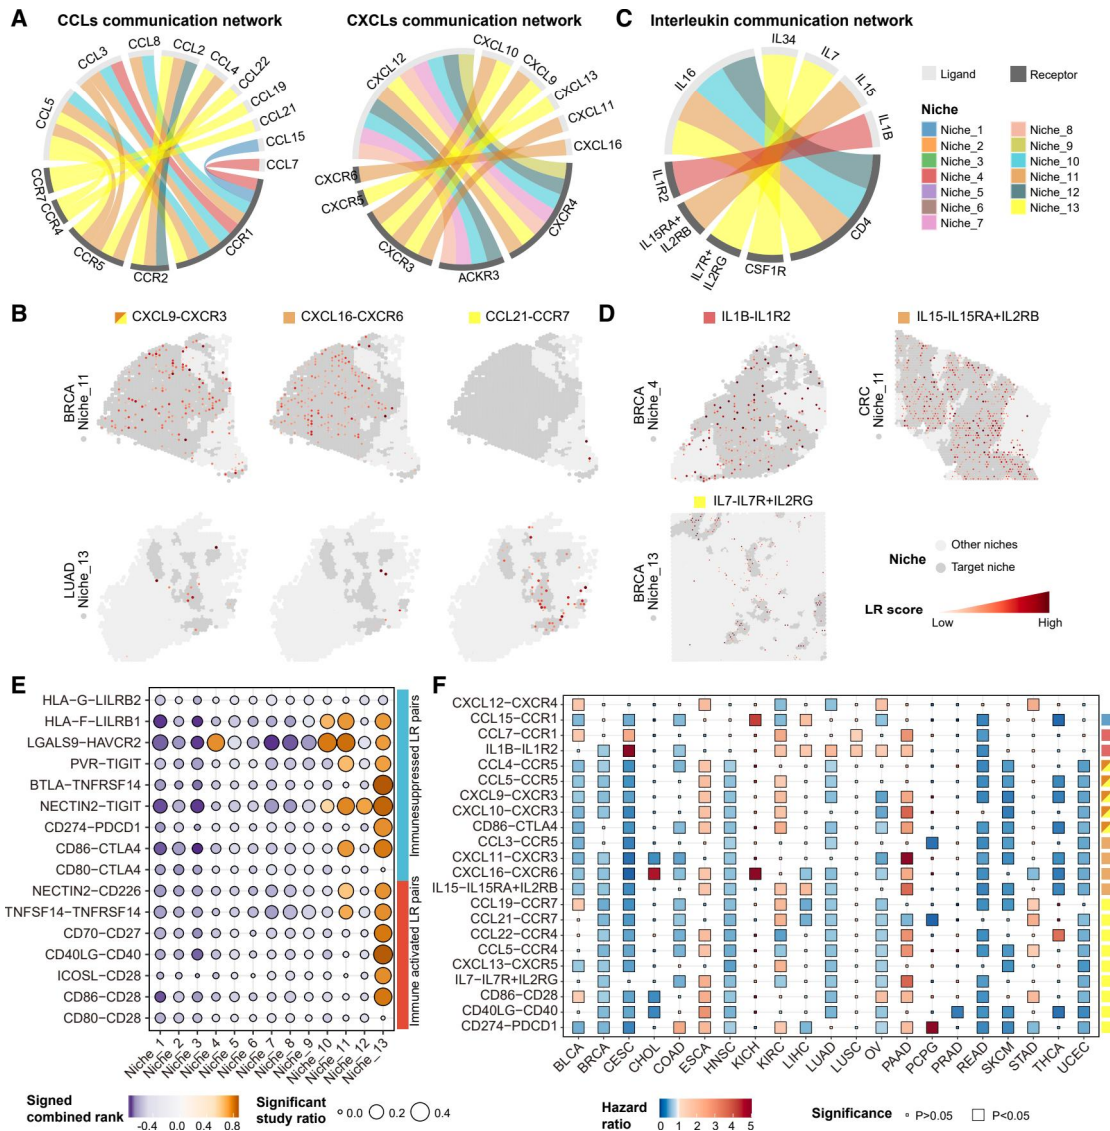 A
CCLs communication network
CCL5
CCL3
CCL8
CCL2
CCL4
CCL22
CCL19
CCL21
CCL15
CCL7
CCR1
CCR2
CCR5
CCR4
CCR7
CXCLs communication network
CXCL12
CXCL10
CXCL9
CXCL13
CXCL11
CXCL16
CXCR4
ACKR3
CXCR3
CXCR5
CXCR6
C
Interleukin communication network
IL16
IL34
IL7
IL15
IL1B
CD4
CSF1R
IL7R+
IL2RG
IL15RA+
IL2RB
IL1R2
Ligand
Receptor
Niche
Niche_1
Niche_2
Niche_3
Niche_4
Niche_5
Niche_6
Niche_7
Niche_8
Niche_9
Niche_10
Niche_11
Niche_12
Niche_13
B
CXCL9-CXCR3
CXCL16-CXCR6
CCL21-CCR7
BRCA
Niche_11
LUAD
Niche_13
D
IL1B-IL1R2
IL15-IL15RA+IL2RB
BRCA
Niche_4
CRC
Niche_11
IL7-IL7R+IL2RG
BRCA
Niche_13
Niche
Other niches
Target niche
LR score
Low
High
E
HLA-G-LILRB2
HLA-F-LILRB1
LGALS9-HAVCR2
PVR-TIGIT
BTLA-TNFRSF14
NECTIN2-TIGIT
CD274-PDCD1
CD86-CTLA4
CD80-CTLA4
NECTIN2-CD226
TNFSF14-TNFRSF14
CD70-CD27
CD40LG-CD40
ICOSL-CD28
CD86-CD28
CD80-CD28
Immunesuppressed LR pairs
Immune activated LR pairs
Niche_1
Niche_2
Niche_3
Niche_4
Niche_5
Niche_6
Niche_7
Niche_8
Niche_9
Niche_10
Niche_11
Niche_12
Niche_13
Signed
combined rank
-0.4 0.0 0.4 0.8
Significant
study ratio
0.0 0.2 0.4
F
CXCL12-CXCR4
CCL15-CCR1
CCL7-CCR1
IL1B-IL1R2
CCL4-CCR5
CCL5-CCR5
CXCL9-CXCR3
CXCL10-CXCR3
CD86-CTLA4
CCL3-CCR5
CXCL11-CXCR3
CXCL16-CXCR6
IL15-IL15RA+IL2RB
CCL19-CCR7
CCL21-CCR7
CCL22-CCR4
CCL5-CCR4
CXCL13-CXCR5
IL7-IL7R+IL2RG
CD86-CD28
CD40LG-CD40
CD274-PDCD1
BLCA
BRCA
CESC
CHOL
COAD
ESCA
HNSC
KICH
KIRC
LIHC
LUAD
LUSC
OV
PAAD
PCPG
PRAD
READ
SKCM
STAD
THCA
UCEC
Hazard
ratio
0 1 2 3 4 5
Significance
P>0.05
P<0.05